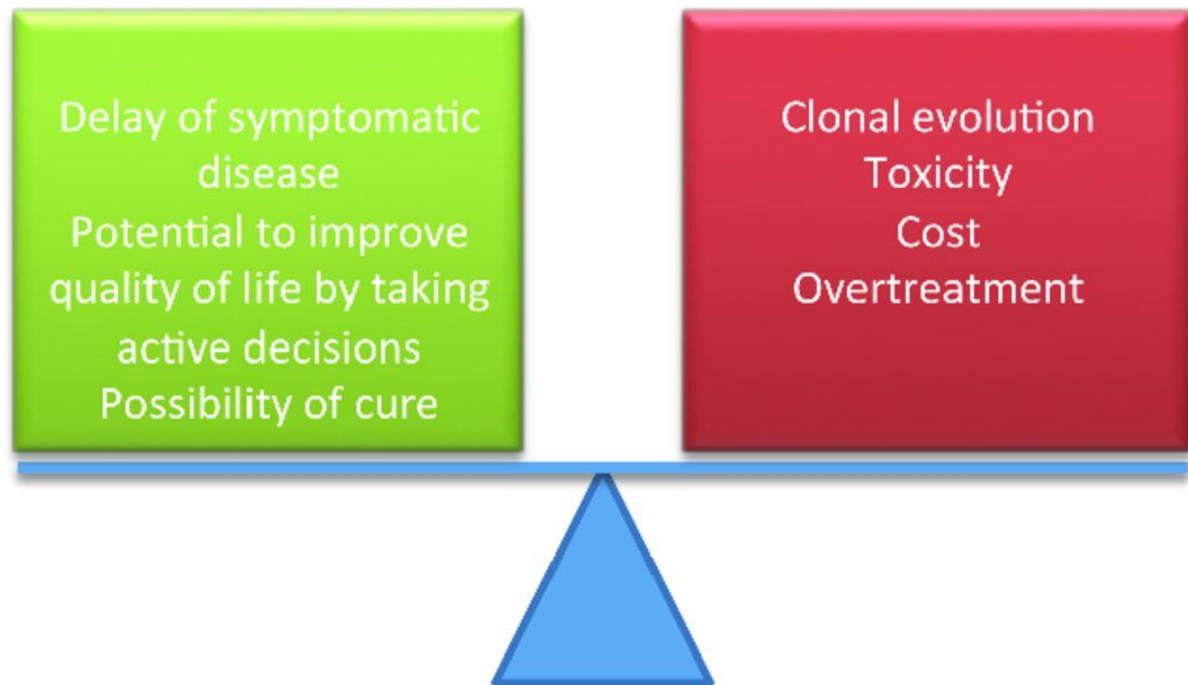 Delay of symptomatic
disease
Potential to improve
quality of life by taking
active decisions
Possibility of cure
Clonal evolution
Toxicity
Cost
Overtreatment